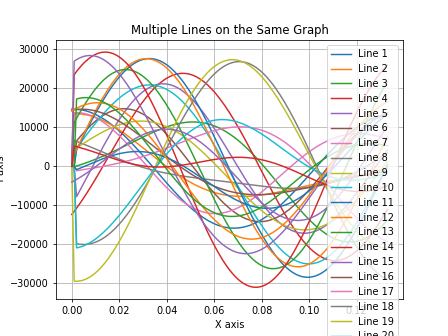 Multiple Lines on the Same Graph
30000
20000
10000
0
−10000
−20000
−30000
0.00
0.02
0.04
0.06
0.08
0.10
X axis
Line 1
Line 2
Line 3
Line 4
Line 5
Line 6
Line 7
Line 8
Line 9
Line 10
Line 11
Line 12
Line 13
Line 14
Line 15
Line 16
Line 17
Line 18
Line 19
Line 20